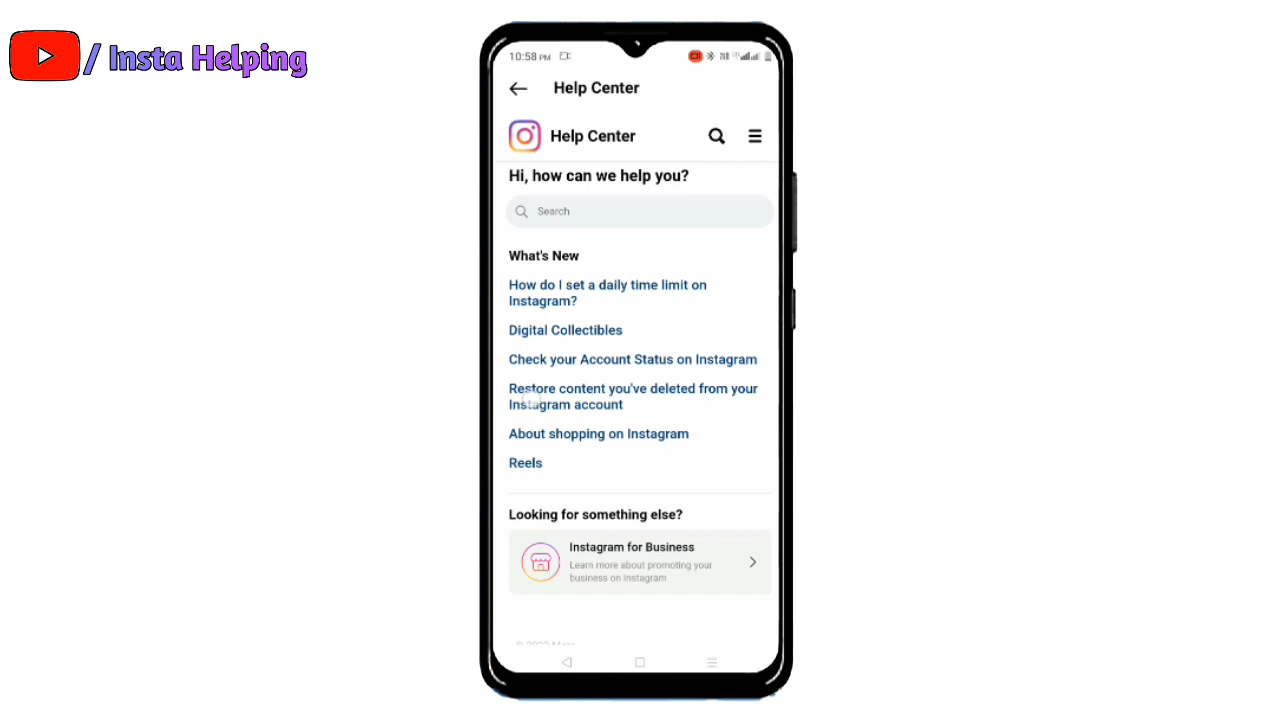 / Insta Helping
10:58 PM
Help Center
Help Center
Hi, how can we help you?
Search
What's New
How do I set a daily time limit on
Instagram?
Digital Collectibles
Check your Account Status on Instagram
Restore content you've deleted from your
Instagram account
About shopping on Instagram
Reels
Looking for something else?
Instagram for Business
Learn more about promoting your
business on Instagram